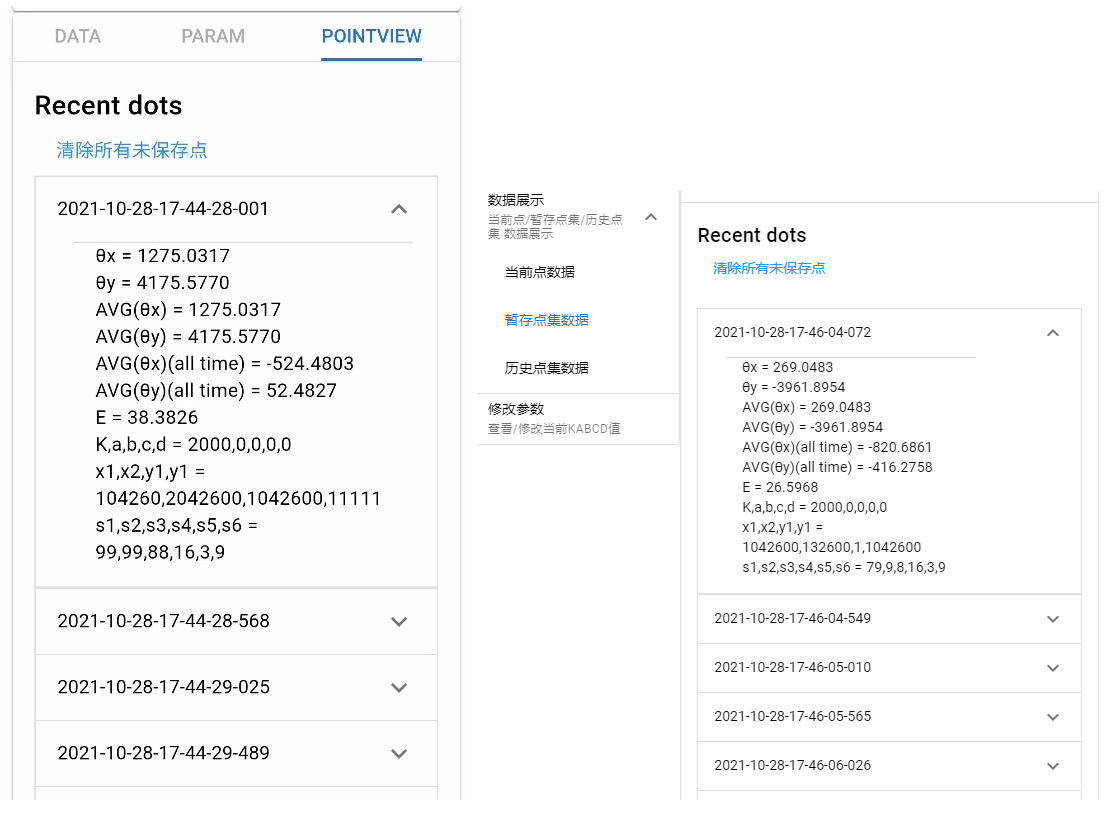 DATA
PARAM
POINTVIEW
Recent dots
清除所有未保存点
2021-10-28-17-44-28-001
θx = 1275.0317
θy = 4175.5770
AVG(θx) = 1275.0317
AVG(θy) = 4175.5770
AVG(θx)(all time) = -524.4803
AVG(θy)(all time) = 52.4827
E = 38.3826
K,a,b,c,d = 2000,0,0,0,0
x1,x2,y1,y1 =
104260,2042600,1042600,11111
s1,s2,s3,s4,s5,s6 =
99,99,88,16,3,9
2021-10-28-17-44-28-568
2021-10-28-17-44-29-025
2021-10-28-17-44-29-489
数据展示
当前点/暂存点集/历史点
集 数据展示
当前点数据
暂存点集数据
历史点集数据
修改参数
查看/修改当前KABCD值
Recent dots
清除所有未保存点
2021-10-28-17-46-04-072
θx = 269.0483
θy = -3961.8954
AVG(θx) = 269.0483
AVG(θy) = -3961.8954
AVG(θx)(all time) = -820.6861
AVG(θy)(all time) = -416.2758
E = 26.5968
K,a,b,c,d = 2000,0,0,0,0
x1,x2,y1,y1 =
1042600,132600,1,1042600
s1,s2,s3,s4,s5,s6 = 79,9,8,16,3,9
2021-10-28-17-46-04-549
2021-10-28-17-46-05-010
2021-10-28-17-46-05-565
2021-10-28-17-46-06-026